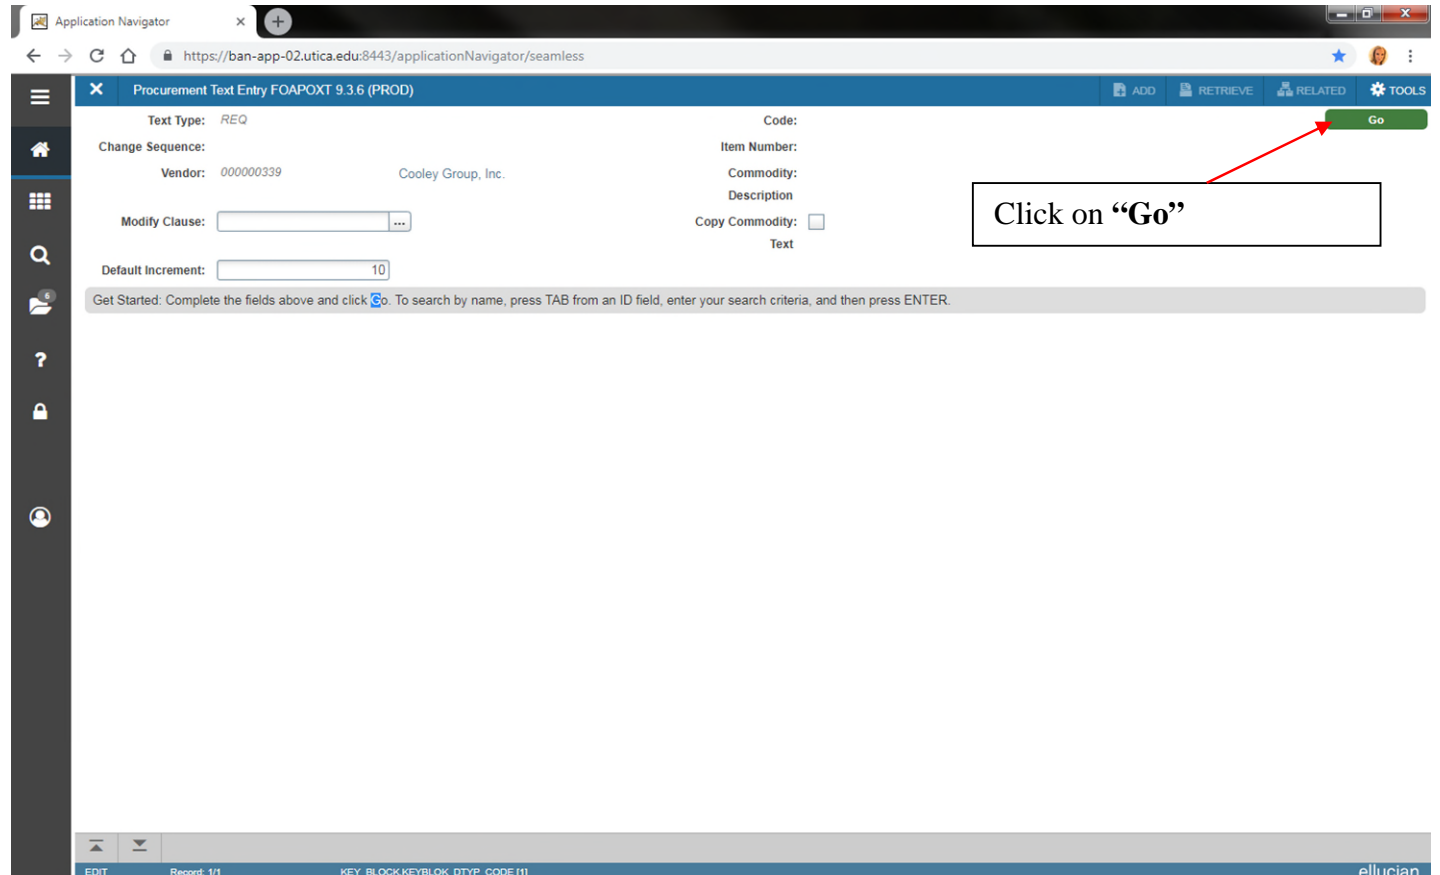 Application Navigator
https://ban-app-02.utica.edu:8443/applicationNavigator/seamless
Procurement Text Entry FOAPOXT 9.3.6 (PROD)
ADD RETRIEVE RELATED TOOLS
Text Type: REQ Code: Go
Change Sequence: Item Number:
Vendor: 000000339 Cooley Group, Inc. Commodity:
Description
Click on “Go”
Modify Clause: ... Copy Commodity:
Text
Default Increment: 10
6
Get Started: Complete the fields above and click Go. To search by name, press TAB from an ID field, enter your search criteria, and then press ENTER.
EDIT Record: 1/1 KEY_BLOCK.KEYBLOK_DTYP_CODE [1] ellucian